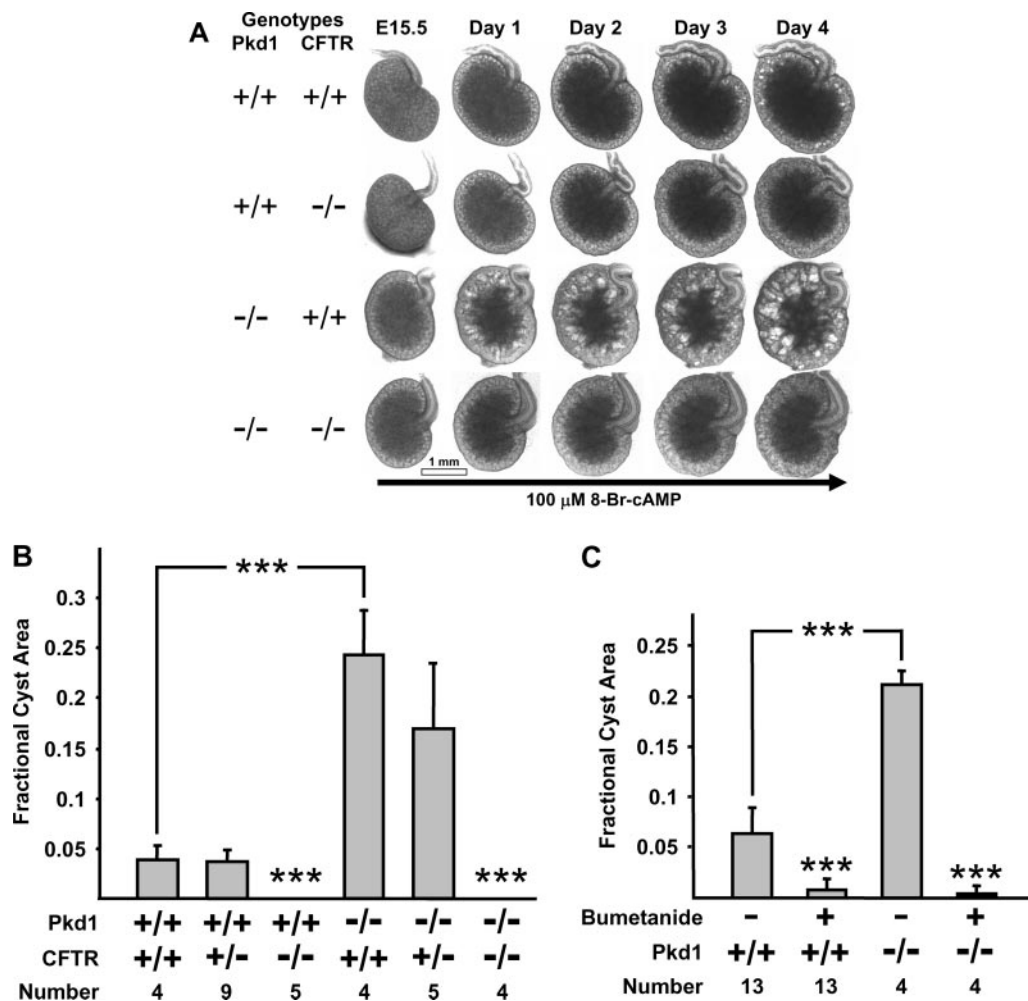 A
Genotypes
Pkd1 CFTR E15.5 Day 1 Day 2 Day 3 Day 4
+/+ +/+
+/+ -/-
-/- +/+
-/- -/-
1 mm
100 μM 8-Br-cAMP
B
Fractional Cyst Area
0.3
0.25
0.2
0.15
0.1
0.05
***
***
***
Pkd1 +/+ +/+ +/+ -/- -/- -/-
CFTR +/+ +/- -/- +/+ +/- -/-
Number 4 9 5 4 5 4
C
Fractional Cyst Area
0.25
0.2
0.15
0.1
0.05
***
***
***
Bumetanide - + - +
Pkd1 +/+ +/+ -/- -/-
Number 13 13 4 4